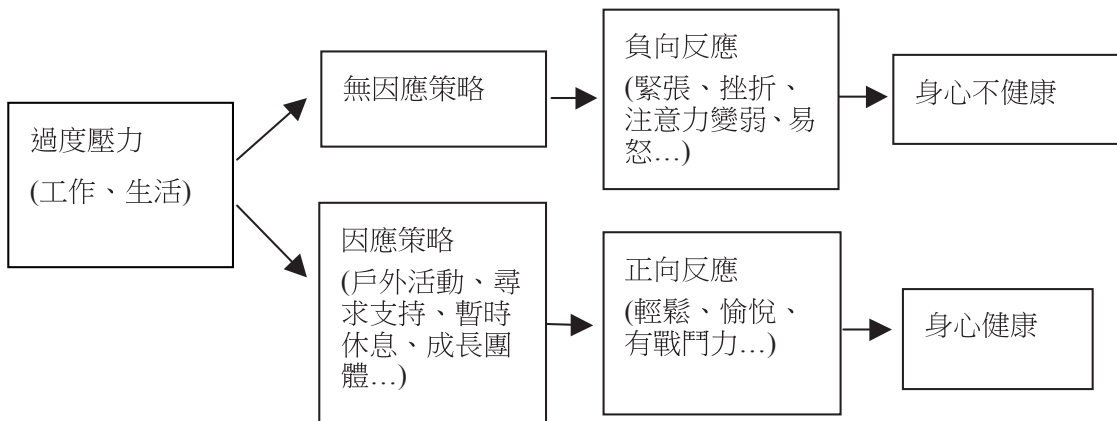 過度壓力
(工作、生活)
無因應策略
負向反應
(緊張、挫折、
注意力變弱、易
怒…)
身心不健康
因應策略
(戶外活動、尋
求支持、暫時
休息、成長團
體…)
正向反應
(輕鬆、愉悅、
有戰鬥力…)
身心健康